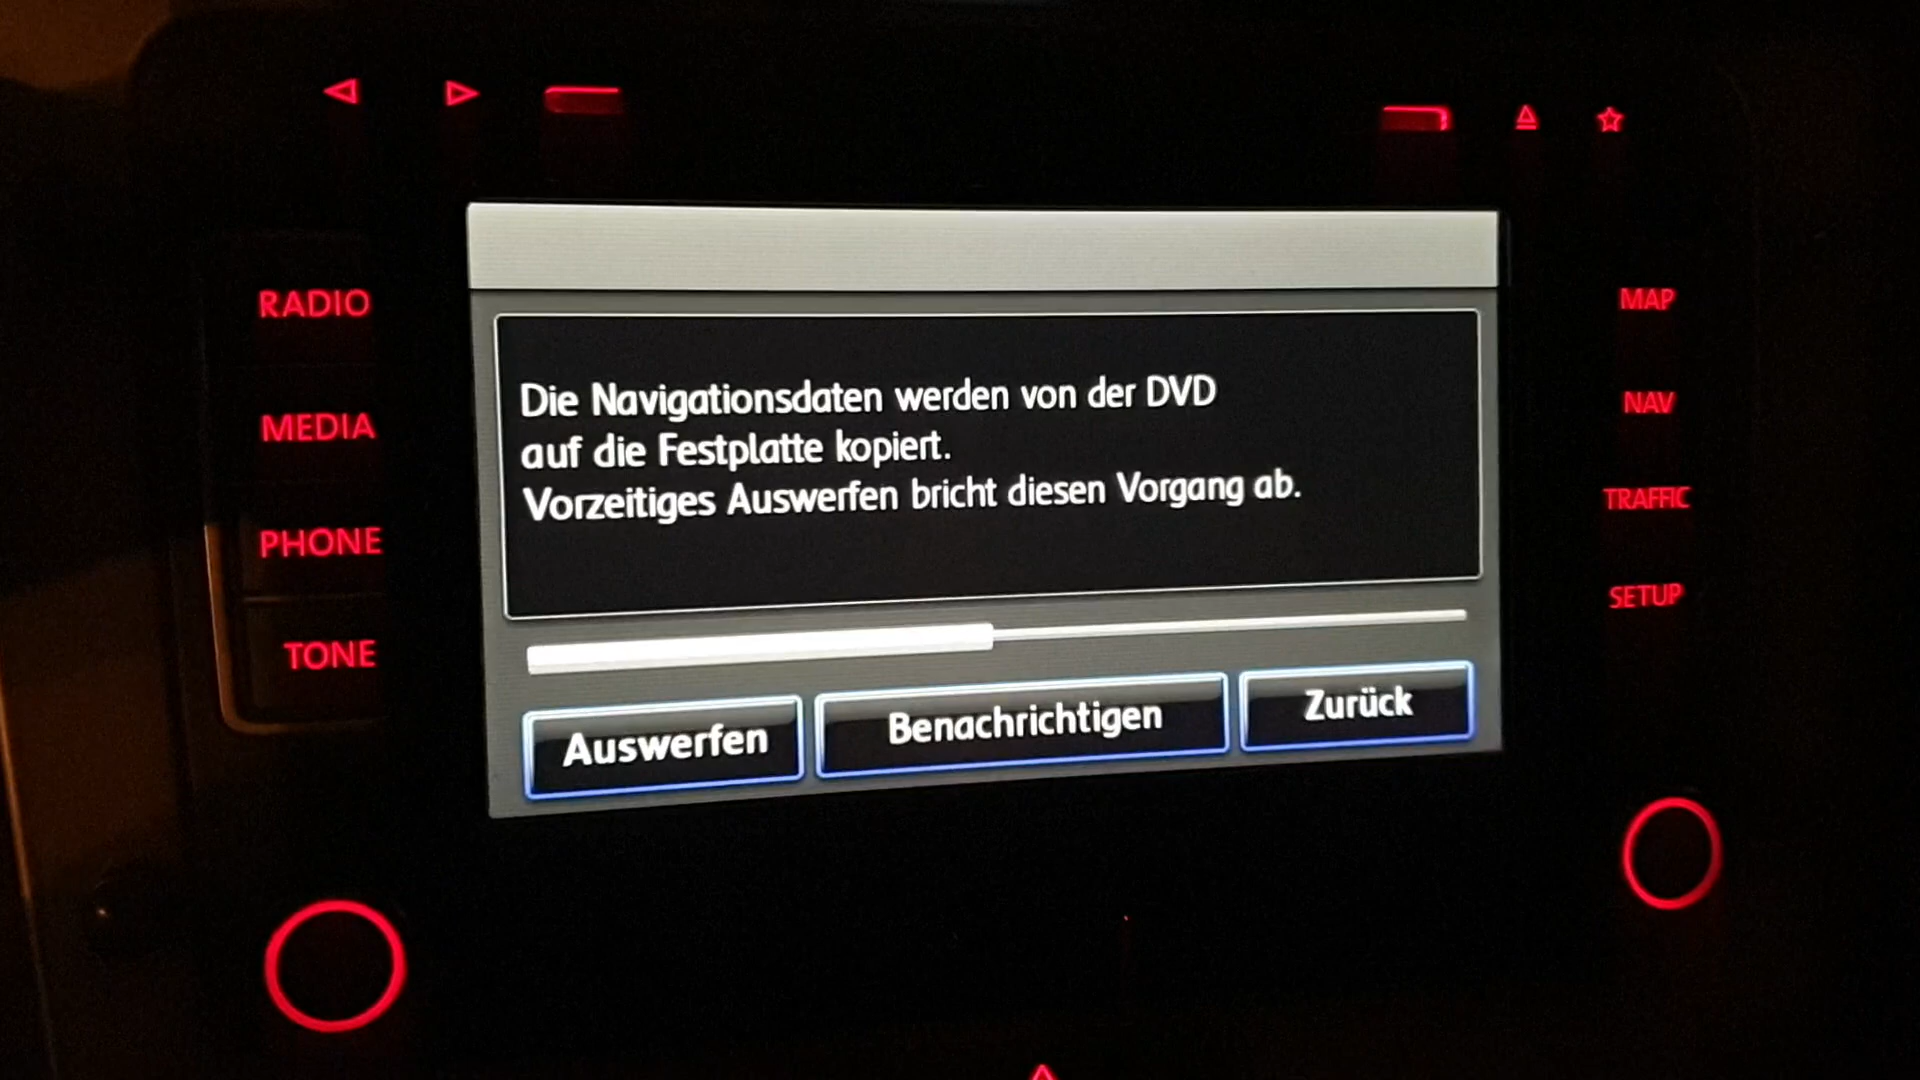 RADIO
MEDIA
PHONE
TONE
Die Navigationsdaten werden von der DVD
auf die Festplatte kopiert.
Vorzeitiges Auswerfen bricht diesen Vorgang ab.
Auswerfen
Benachrichtigen
Zurück
MAP
NAV
TRAFFIC
SETUP